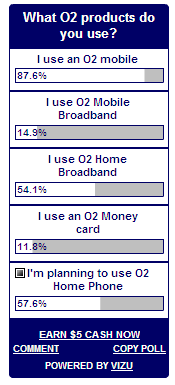 What O2 products do
you use?
I use an O2 mobile
87.6%
I use O2 Mobile
Broadband
14.9%
I use O2 Home
Broadband
54.1%
I use an O2 Money
card
11.8%
I'm planning to use O2
Home Phone
57.6%
EARN $5 CASH NOW
COMMENT COPY POLL
POWERED BY VIZU